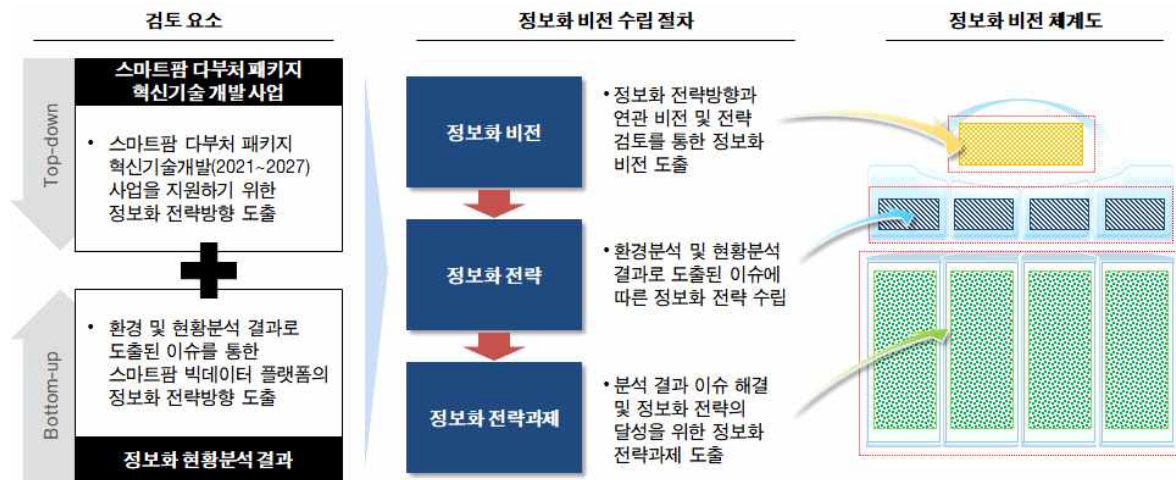 검토 요소
정보화 비전 수립 절차
정보화 비전 체계도
Top-down
스마트팜 다부처 패키지
혁신기술 개발 사업
• 스마트팜 다부처 패키지
혁신기술개발(2021~2027)
사업을 지원하기 위한
정보화 전략방향 도출
Bottom-up
• 환경 및 현황분석 결과로
도출된 이슈를 통한
스마트팜 빅데이터 플랫폼의
정보화 전략방향 도출
정보화 현황분석 결과
정보화 비전
•정보화 전략방향과
연관 비전 및 전략
검토를 통한 정보화
비전 도출
정보화 전략
•환경분석 및 현황분석
결과로 도출된 이슈에
따른 정보화 전략 수립
정보화 전략과제
•분석 결과 이슈 해결
및 정보화 전략의
달성을 위한 정보화
전략과제 도출